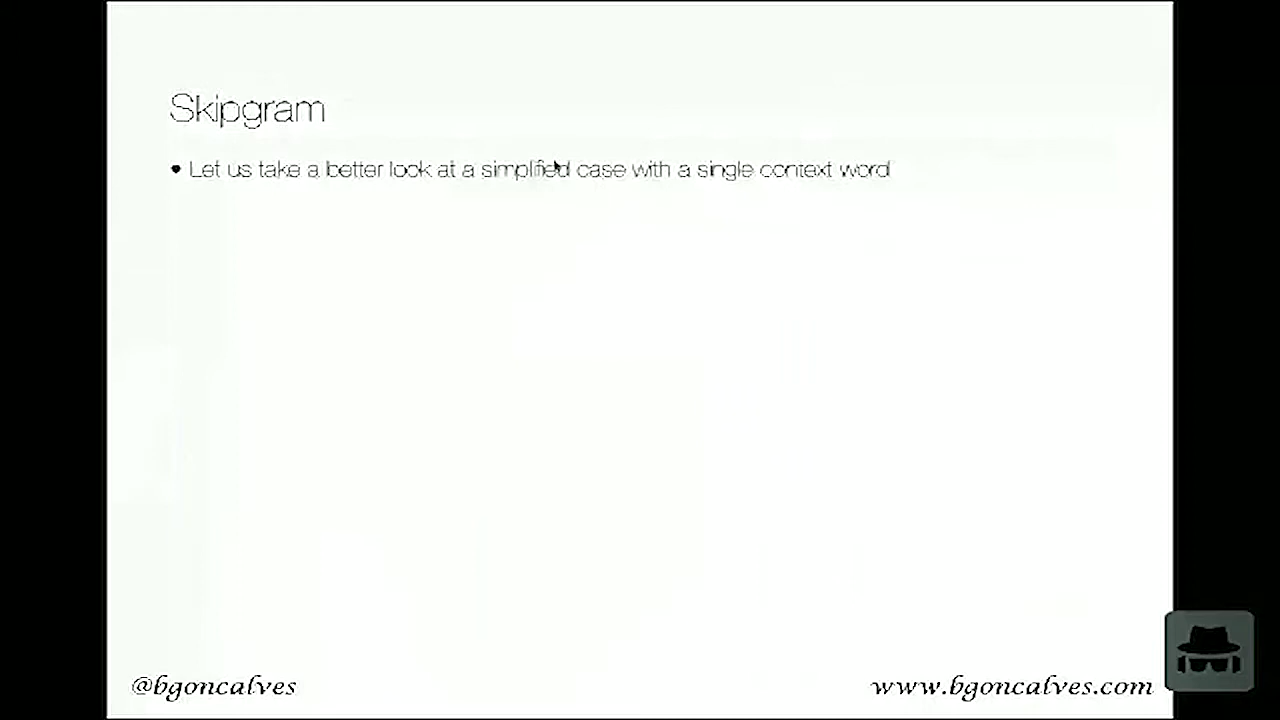 Skipgram
• Let us take a better look at a simplified case with a single context word
@bgoncalves
www.bgoncalves.com